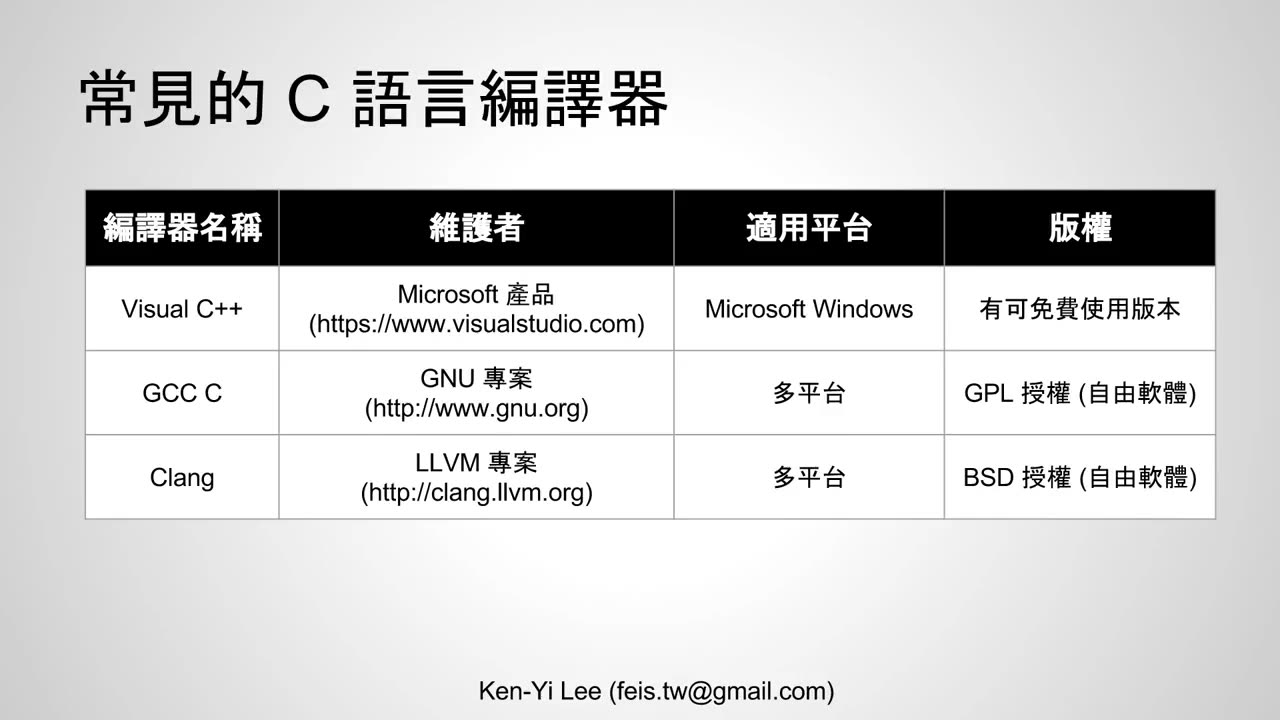 常見的 C 語言編譯器
編譯器名稱 維護者 適用平台 版權
Visual C++ Microsoft 產品 (https://www.visualstudio.com) Microsoft Windows 有可免費使用版本
GCC C GNU 專案 (http://www.gnu.org) 多平台 GPL 授權 (自由軟體)
Clang LLVM 專案 (http://clang.llvm.org) 多平台 BSD 授權 (自由軟體)
Ken-Yi Lee (feis.tw@gmail.com)